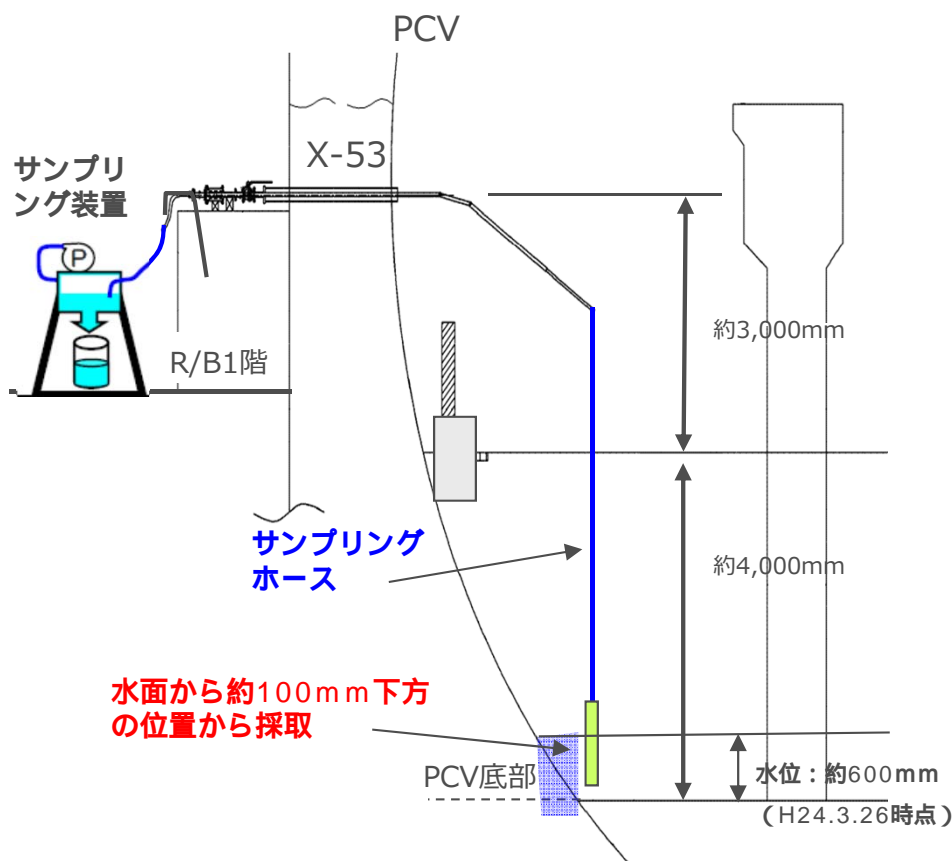 PCV
X-53
サンプリ
ング装置
P
R/B1階
約3,000mm
サンプリング
ホース
約4,000mm
水面から約100mm下方
の位置から採取
PCV底部
水位：約600mm
（H24.3.26時点）